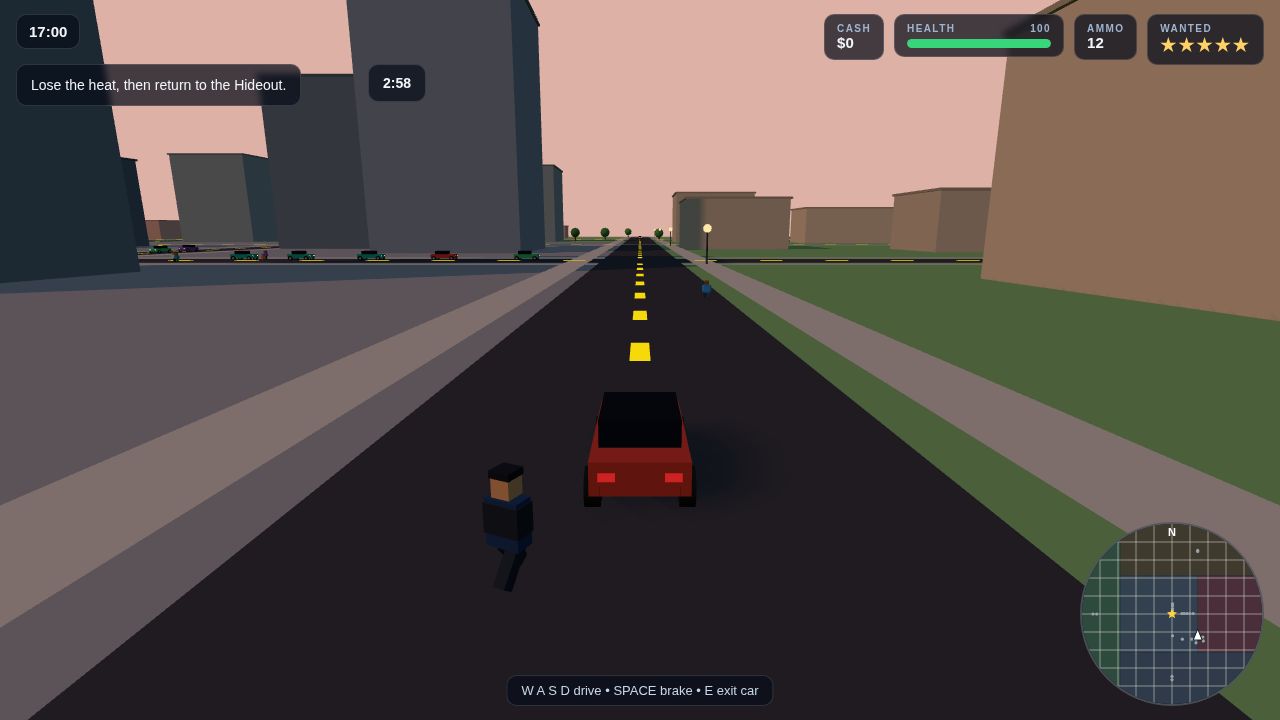 17:00
CASH
$0
HEALTH 100
AMMO
12
WANTED
★★★★★
Lose the heat, then return to the Hideout.
2:58
N
W A S D drive • SPACE brake • E exit car